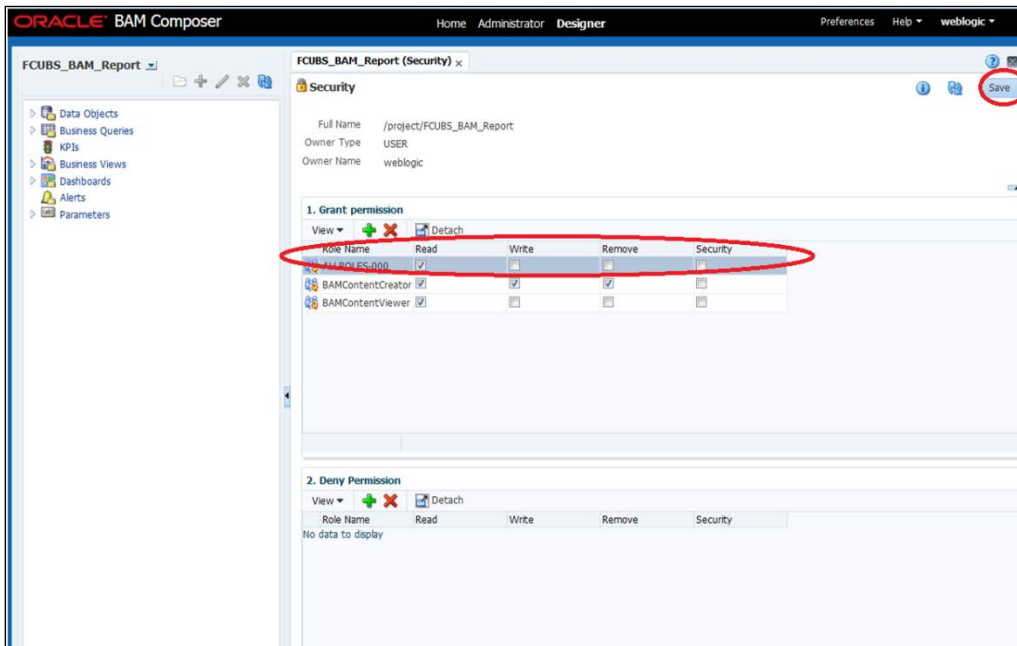 ORACLE BAM Composer Home Administrator Designer Preferences Help weblogic
FCUBS_BAM_Report
Data Objects
Business Queries
KPIs
Business Views
Dashboards
Alerts
Parameters
FCUBS_BAM_Report (Security) x
Security Save
Full Name /project/FCUBS_BAM_Report
Owner Type USER
Owner Name weblogic
1. Grant permission
View Detach
Role Name Read Write Remove Security
BAMContentCreator
BAMContentViewer
2. Deny Permission
View Detach
Role Name Read Write Remove Security
No data to display